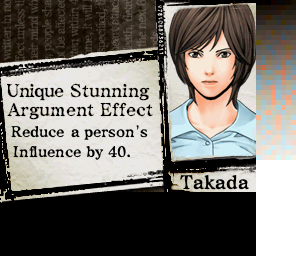 Unique Stunning
Argument Effect
Reduce a person's
Influence by 40.
Takada